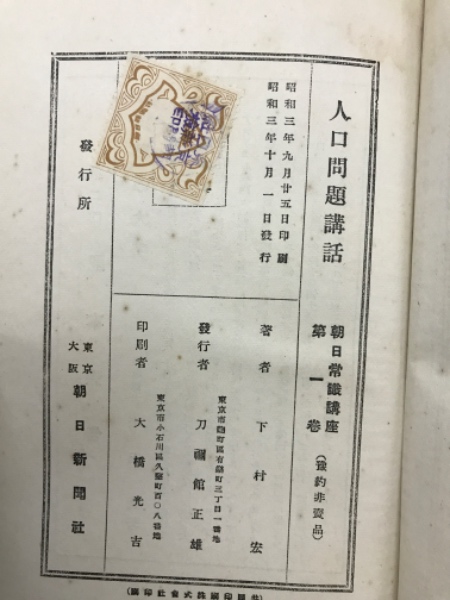 人口問題講話
朝日常識講座
第一巻
（豫約非賣品）
昭和三年九月廿五日印刷
昭和三年十月一日發行
著者 下村宏
東京市麴町區有樂町三丁目一番地
發行者 刀禰館正雄
東京市小石川區久堅町百〇八番地
印刷者 大橋光吉
發行所
東京
大阪
朝日新聞社